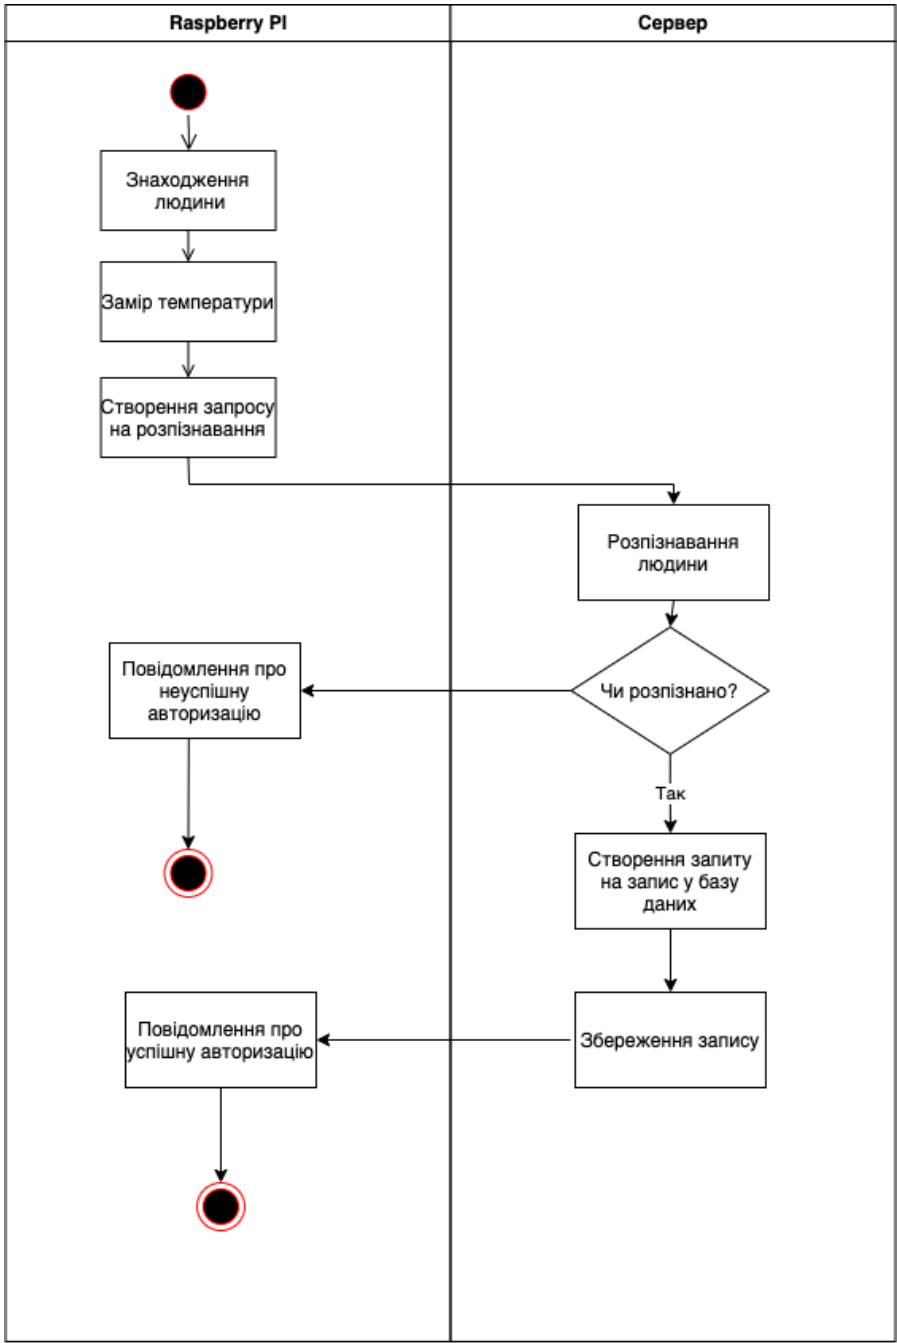 Raspberry PI
Сервер
Знаходження
людини
Замір температури
Створення запросу
на розпізнавання
Розпізнавання
людини
Повідомлення про
неуспішну
авторизацію
Чи розпізнано?
Так
Створення запиту
на запис у базу
даних
Повідомлення про
успішну авторизацію
Збереження запису